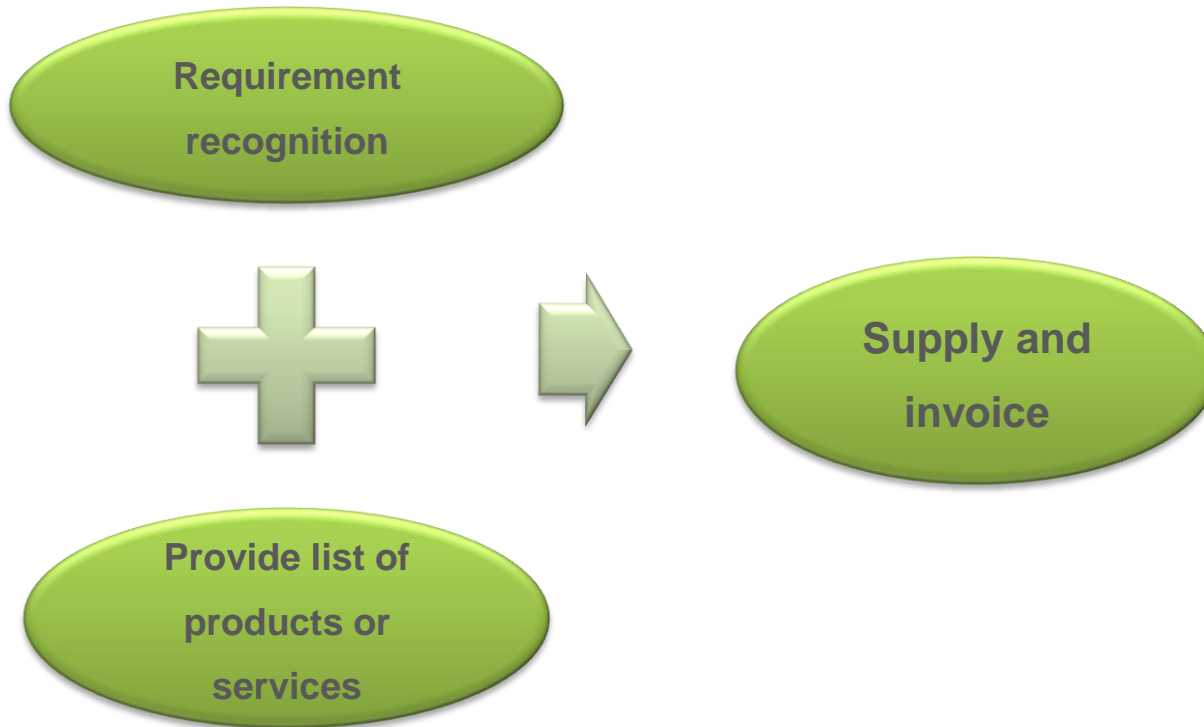 Requirement
recognition
Supply and
invoice
Provide list of
products or
services